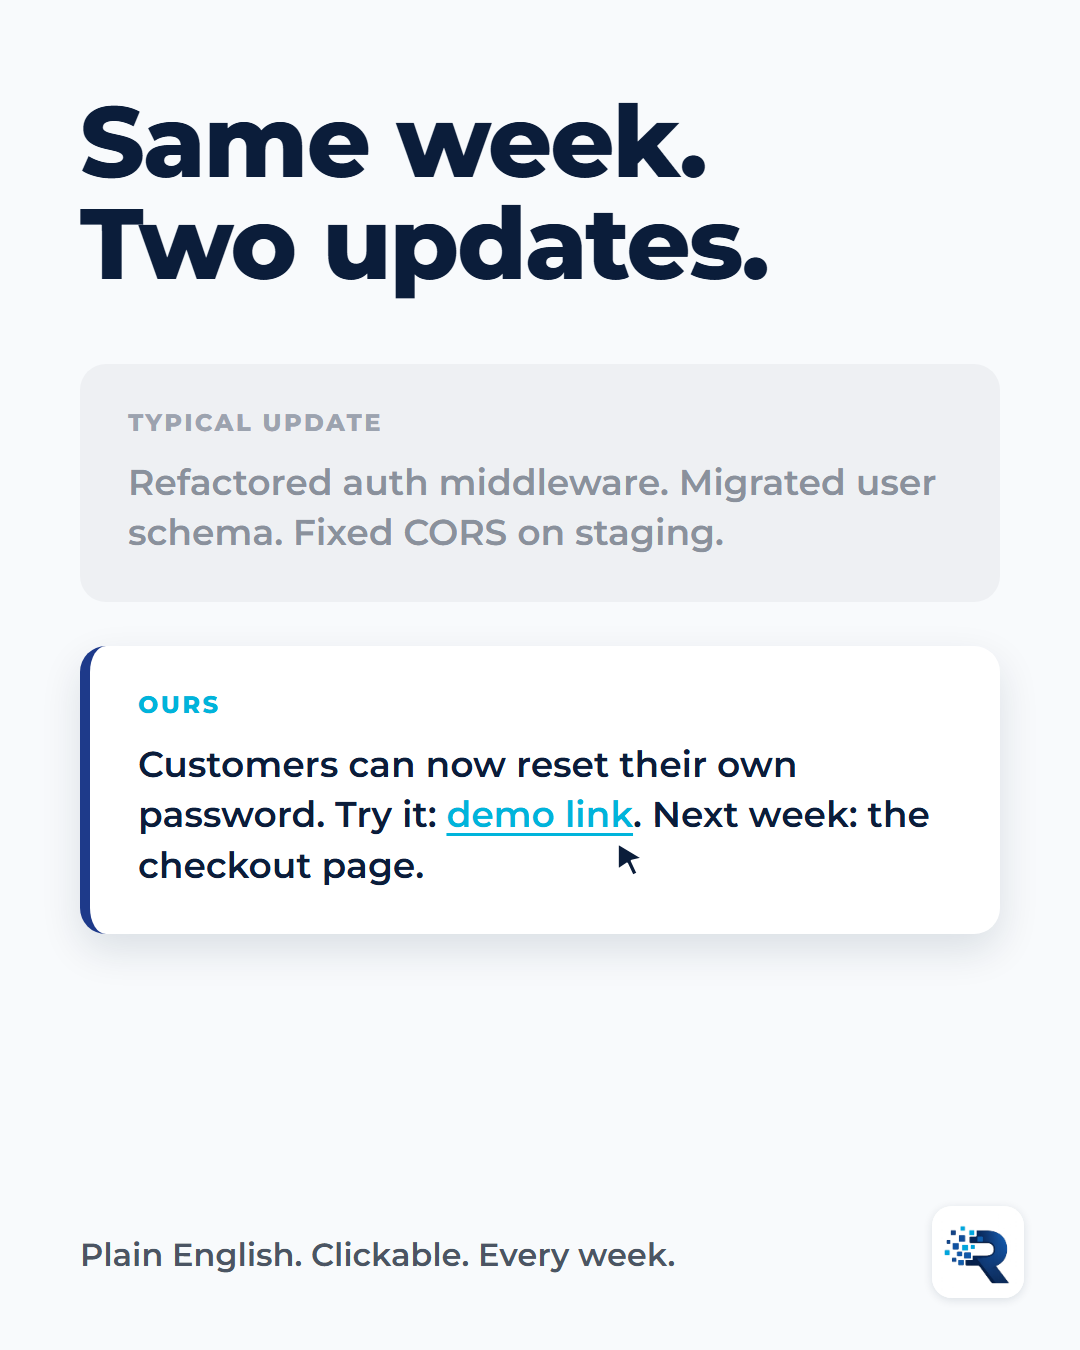 Same week.
Two updates.
TYPICAL UPDATE
Refactored auth middleware. Migrated user
schema. Fixed CORS on staging.
OURS
Customers can now reset their own
password. Try it: demo link. Next week: the
checkout page.
Plain English. Clickable. Every week.
R